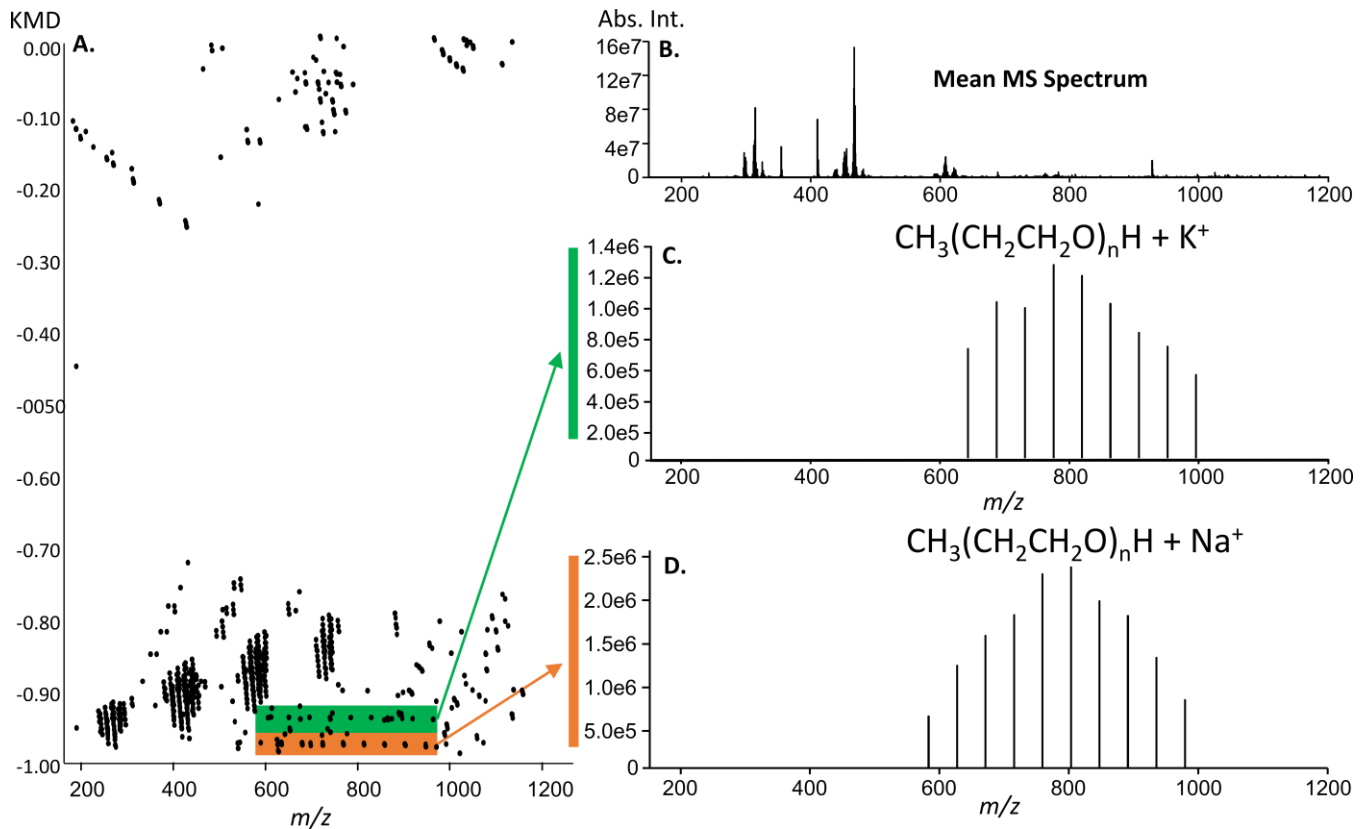 KMD
A.
0.00
-0.10
-0.20
-0.30
-0.40
-0050
-0.60
-0.70
-0.80
-0.90
-1.00
200 400 600 800 1000 1200
m/z
Abs. Int.
B.
Mean MS Spectrum
16e7
12e7
8e7
4e7
0
200 400 600 800 1000 1200
CH₃(CH₂CH₂O)ₙH + K⁺
C.
1.4e6
1.2e6
1.0e6
8.0e5
6.0e5
4.0e5
2.0e5
0
200 400 600 800 1000 1200
m/z
CH₃(CH₂CH₂O)ₙH + Na⁺
D.
2.5e6
2.0e6
1.5e6
1.0e6
5.0e5
0
200 400 600 800 1000 1200
m/z